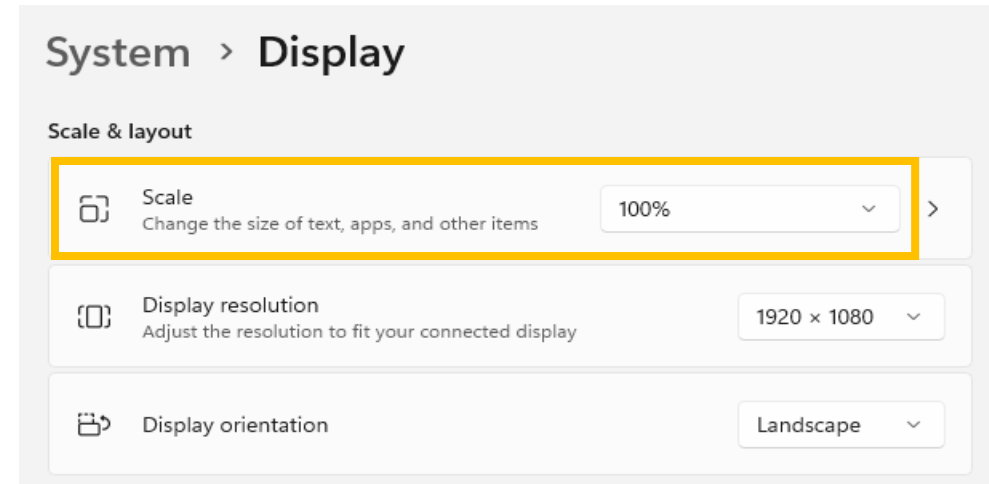 System > Display
Scale & layout
Scale
Change the size of text, apps, and other items
100%
Display resolution
Adjust the resolution to fit your connected display
1920 × 1080
Display orientation
Landscape